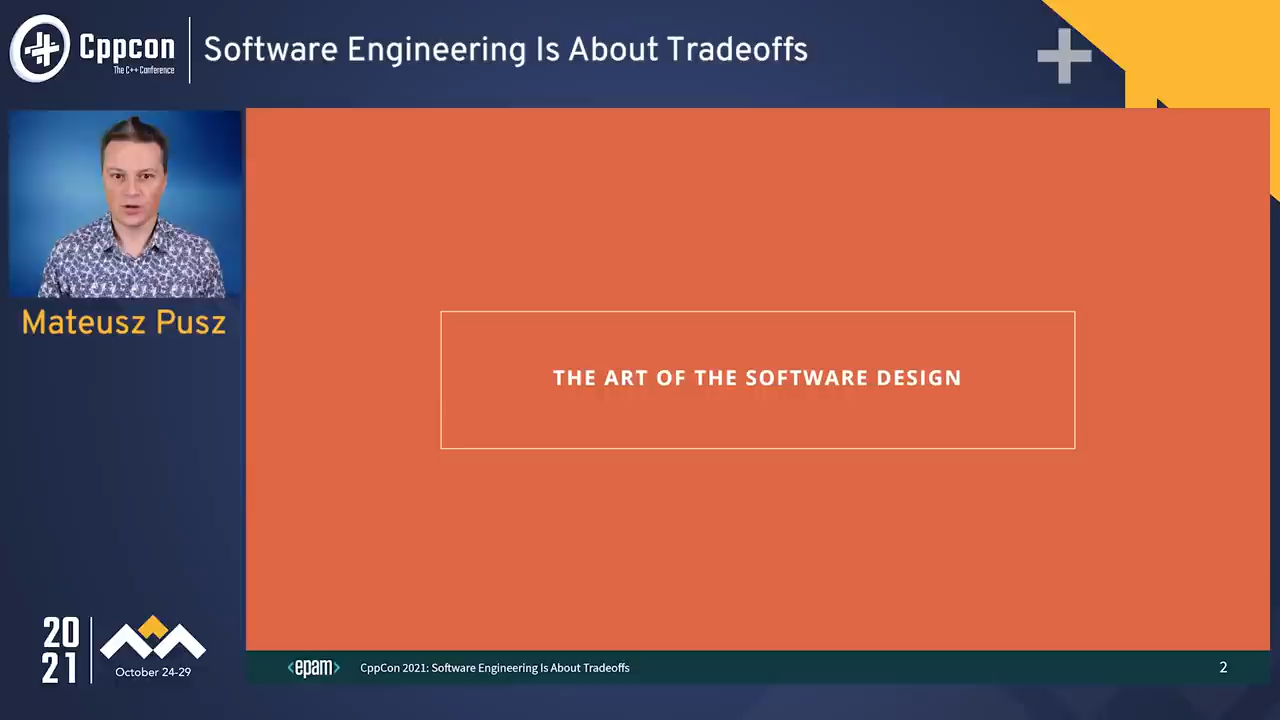 Cppcon
The C++ Conference
Software Engineering Is About Tradeoffs
Mateusz Pusz
THE ART OF THE SOFTWARE DESIGN
20
21
October 24-29
<epam>
CppCon 2021: Software Engineering Is About Tradeoffs
2